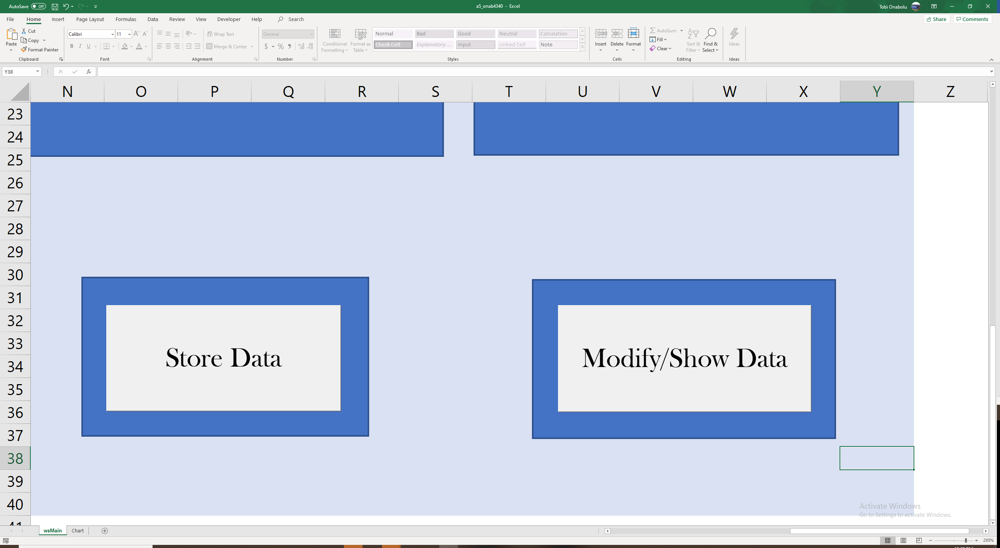 AutoSave Off
a5_onab4340 - Excel
Tobi Onabolu
File Home Insert Page Layout Formulas Data Review View Developer Help Search
Share Comments
Paste
Cut
Copy
Format Painter
Clipboard
Calibri 11
B I U
Font
Wrap Text
Merge & Center
Alignment
General
$ % 9
Number
Conditional Formatting
Format as Table
Normal Bad Good Neutral Calculation
Check Cell Explanatory ... Input Linked Cell Note
Styles
Insert Delete Format
Cells
AutoSum
Fill
Clear
Sort & Filter
Find & Select
Editing
Ideas
Ideas
Y38
fx
N O P Q R S T U V W X Y Z
23
24
25
26
27
28
29
30
31
32
33
34
35
36
37
38
39
40
41
Store Data
Modify/Show Data
Activate Windows
Go to Settings to activate Windows.
wsMain Chart
295%